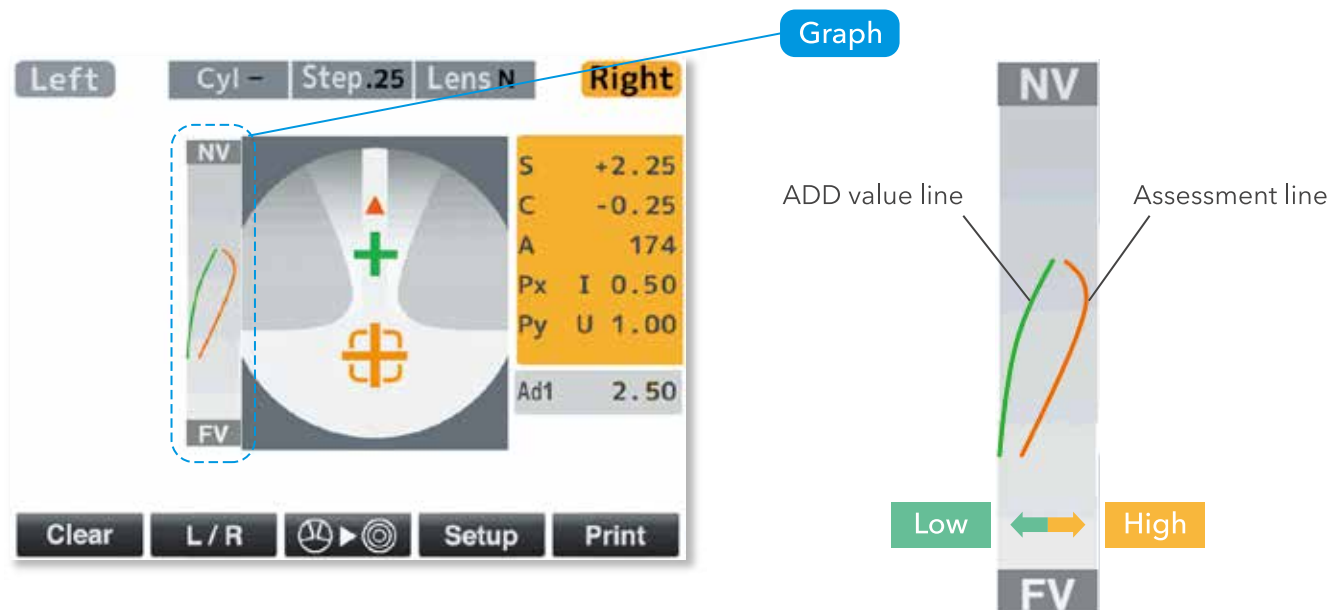 Graph
Left
Cyl −
Step.25
Lens N
Right
NV
S +2.25
C -0.25
A 174
Px I 0.50
Py U 1.00
Ad1 2.50
FV
Clear
L / R
Setup
Print
NV
ADD value line
Assessment line
Low
High
FV